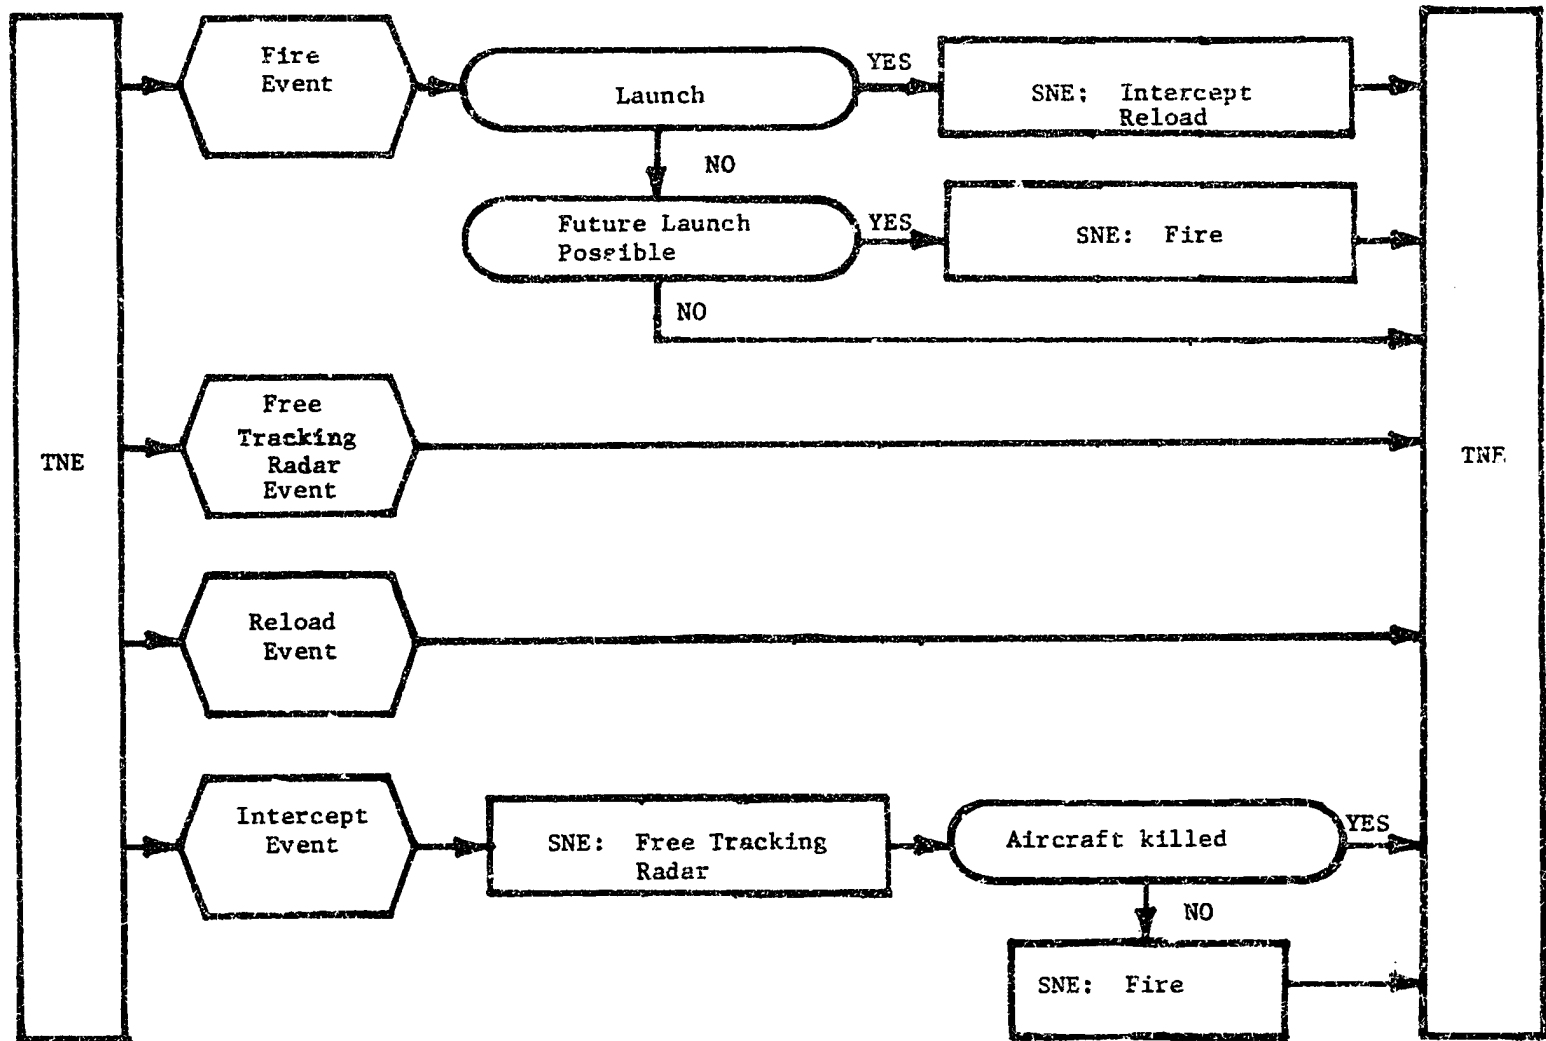 TNE
Fire
Event
Launch
YES
SNE: Intercept
Reload
NO
Future Launch
Possible
YES
SNE: Fire
NO
Free
Tracking
Radar
Event
Reload
Event
Intercept
Event
SNE: Free Tracking
Radar
Aircraft killed
YES
NO
SNE: Fire
TNE